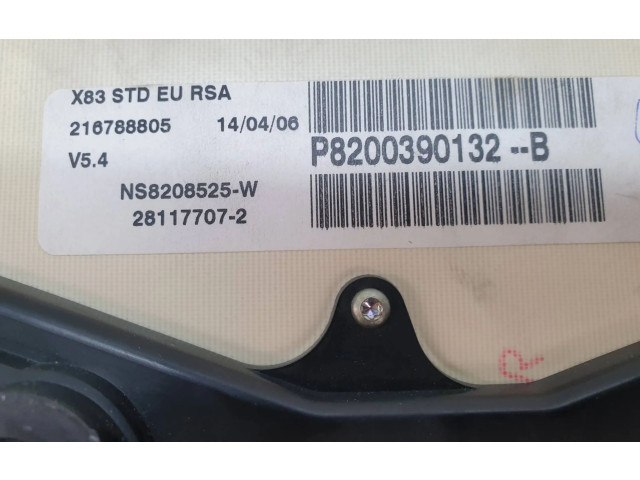 X83 STD EU RSA
216788805 14/04/06
V5.4
P8200390132--B
NS8208525-W
28117707-2
R